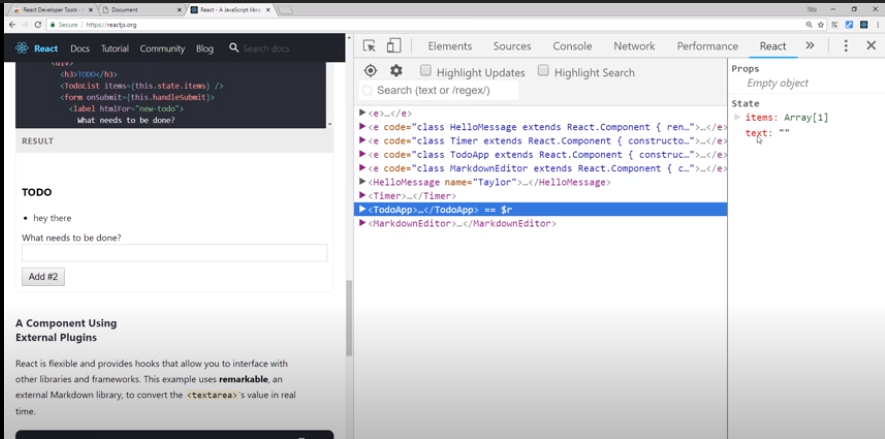 React Developer Tools -
Document
React - A JavaScript libra
Secure
https://reactjs.org
React
Docs
Tutorial
Community
Blog
Search docs
<div>
<h3>TODO</h3>
<TodoList items={this.state.items} />
<form onSubmit={this.handleSubmit}>
<label htmlFor="new-todo">
What needs to be done?
RESULT
TODO
hey there
What needs to be done?
Add #2
A Component Using
External Plugins
React is flexible and provides hooks that allow you to interface with
other libraries and frameworks. This example uses remarkable, an
external Markdown library, to convert the <textarea>'s value in real
time.
Elements
Sources
Console
Network
Performance
React
Highlight Updates
Highlight Search
Search (text or /regex/)
<e>…</e>
<e code="class HelloMessage extends React.Component { ren…">…</e>
<e code="class Timer extends React.Component { constructo…">…</e>
<e code="class TodoApp extends React.Component { construc…">…</e>
<e code="class MarkdownEditor extends React.Component { c…">…</e>
<HelloMessage name="Taylor">…</HelloMessage>
<Timer>…</Timer>
<TodoApp>…</TodoApp> == $r
<MarkdownEditor>…</MarkdownEditor>
Props
Empty object
State
items: Array[1]
text: ""